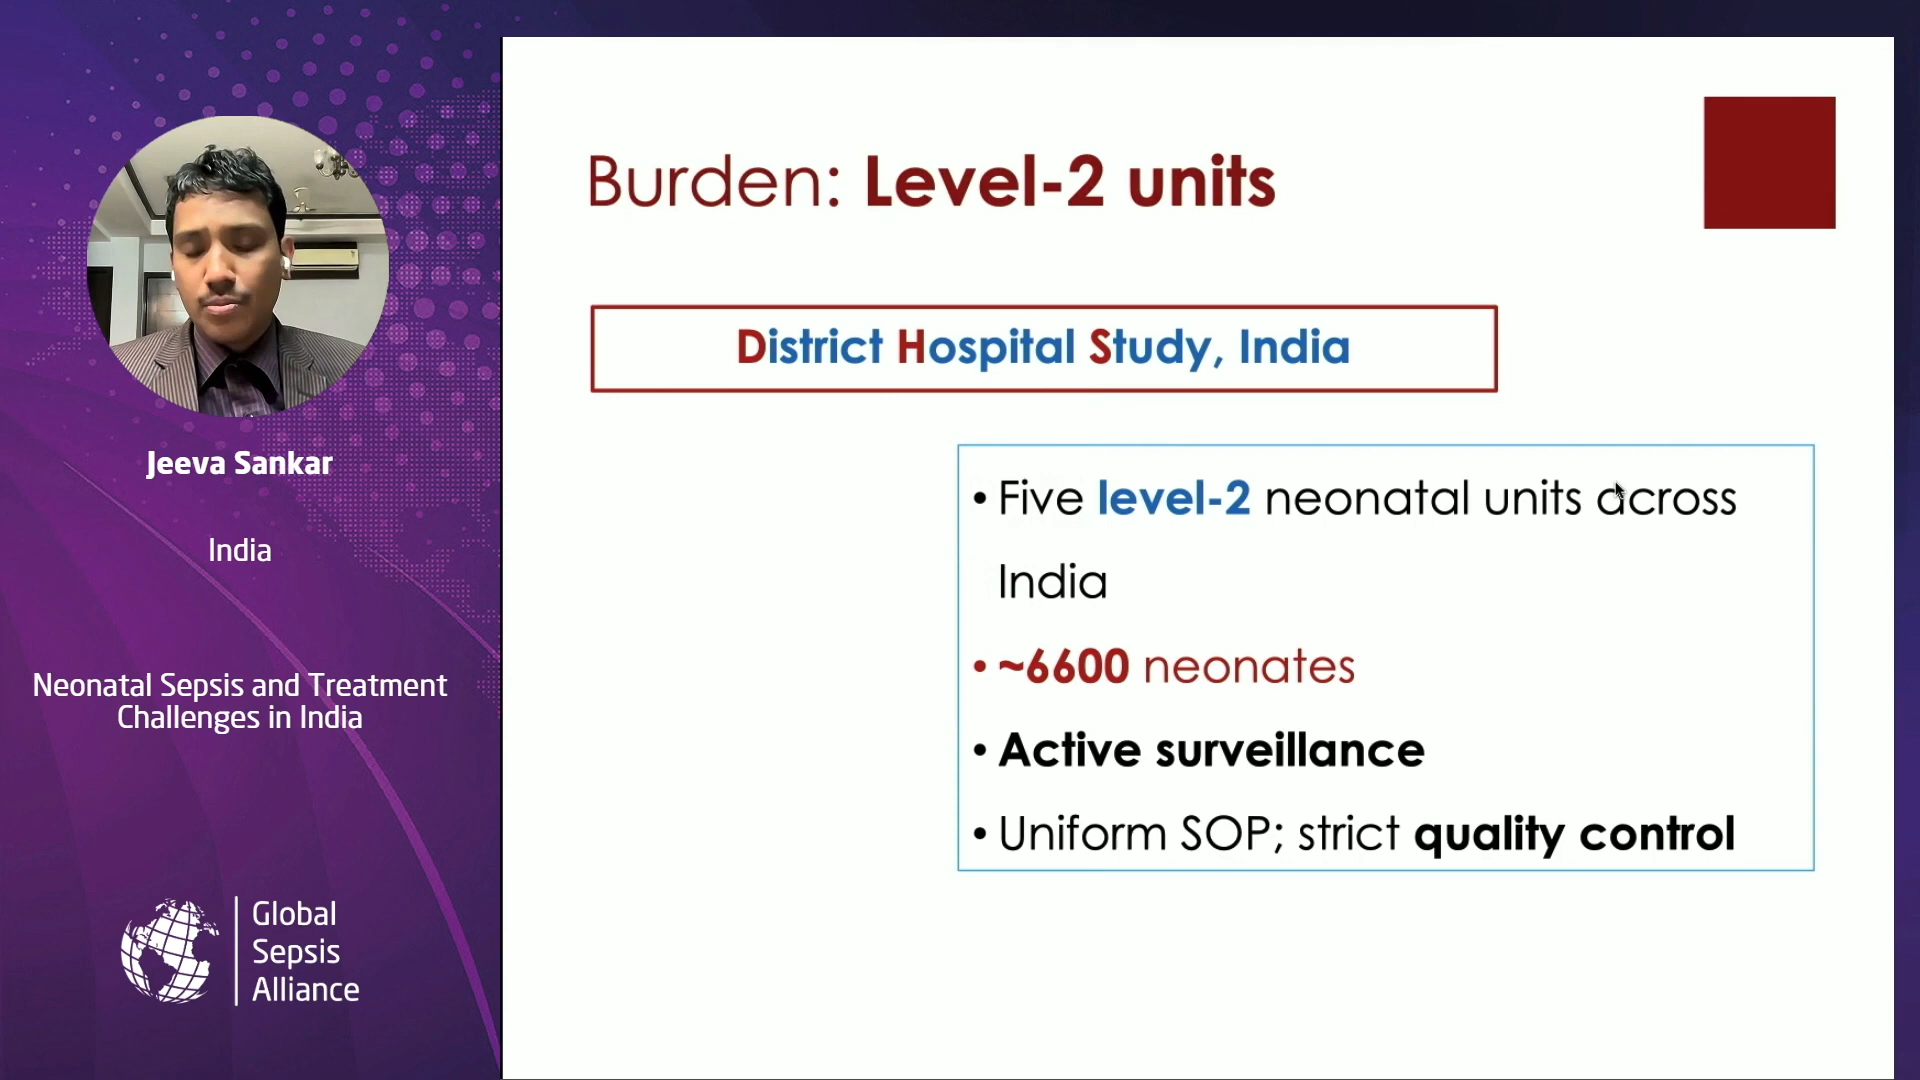 Jeeva Sankar
India
Neonatal Sepsis and Treatment
Challenges in India
Global
Sepsis
Alliance
Burden: Level-2 units
District Hospital Study, India
• Five level-2 neonatal units across
India
• ~6600 neonates
• Active surveillance
• Uniform SOP; strict quality control